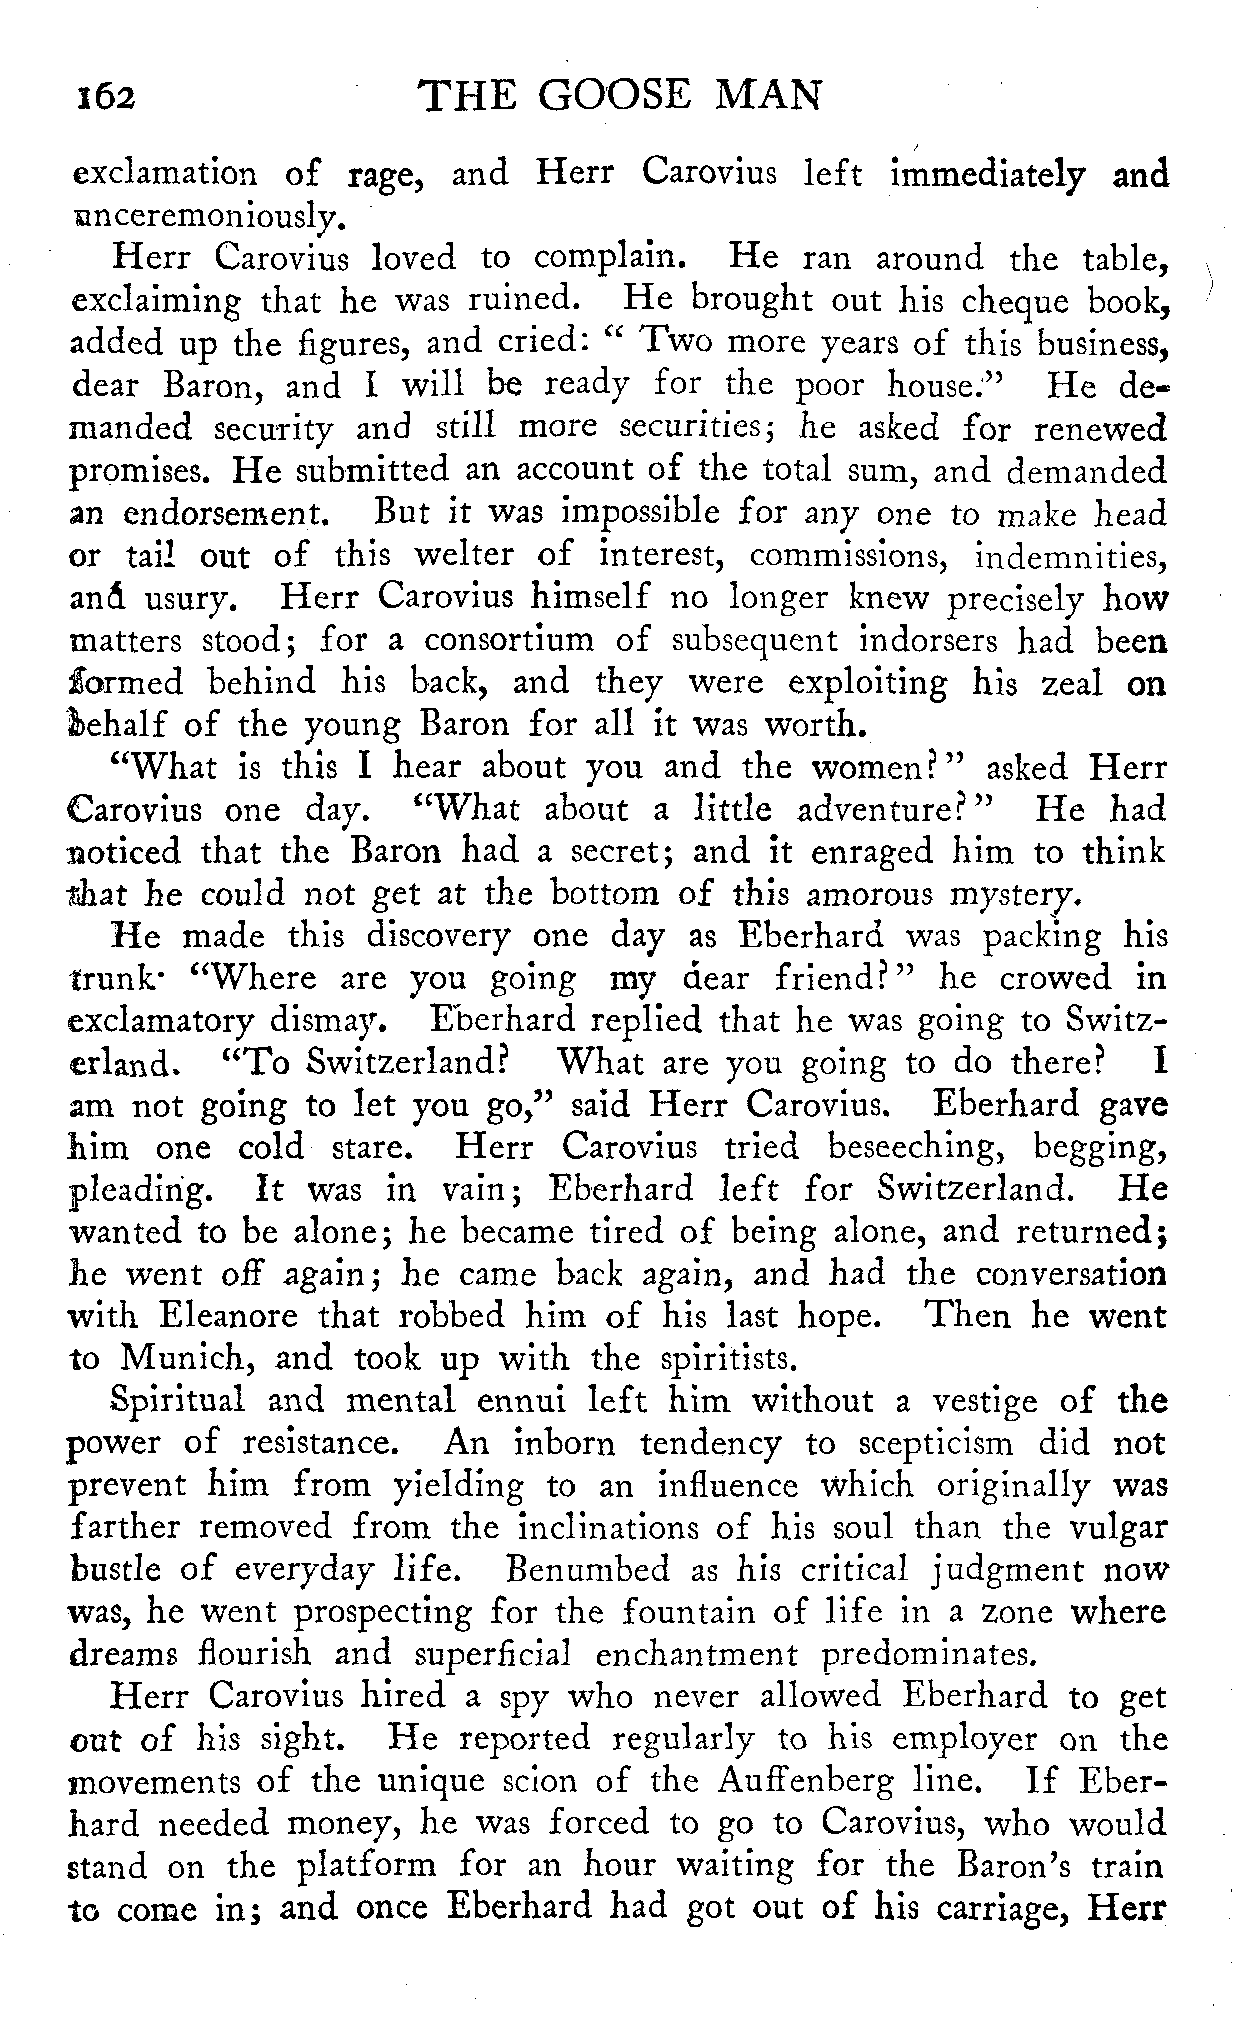 162 THE GOOSE MAN
exclamation of rage, and Herr Carovius left immediately and
unceremoniously.
Herr Carovius loved to complain. He ran around the table,
exclaiming that he was ruined. He brought out his cheque book,
added up the figures, and cried: “ Two more years of this business,
dear Baron, and I will be ready for the poor house.” He de-
manded security and still more securities; he asked for renewed
promises. He submitted an account of the total sum, and demanded
an endorsement. But it was impossible for any one to make head
or tail out of this welter of interest, commissions, indemnities,
and usury. Herr Carovius himself no longer knew precisely how
matters stood; for a consortium of subsequent indorsers had been
formed behind his back, and they were exploiting his zeal on
behalf of the young Baron for all it was worth.
“What is this I hear about you and the women?” asked Herr
Carovius one day. “What about a little adventure?” He had
noticed that the Baron had a secret; and it enraged him to think
that he could not get at the bottom of this amorous mystery.
He made this discovery one day as Eberhard was packing his
trunk· “Where are you going my dear friend?” he crowed in
exclamatory dismay. Eberhard replied that he was going to Switz-
erland. “To Switzerland? What are you going to do there? I
am not going to let you go,” said Herr Carovius. Eberhard gave
him one cold stare. Herr Carovius tried beseeching, begging,
pleading. It was in vain; Eberhard left for Switzerland. He
wanted to be alone; he became tired of being alone, and returned;
he went off again; he came back again, and had the conversation
with Eleanore that robbed him of his last hope. Then he went
to Munich, and took up with the spiritists.
Spiritual and mental ennui left him without a vestige of the
power of resistance. An inborn tendency to scepticism did not
prevent him from yielding to an influence which originally was
farther removed from the inclinations of his soul than the vulgar
bustle of everyday life. Benumbed as his critical judgment now
was, he went prospecting for the fountain of life in a zone where
dreams flourish and superficial enchantment predominates.
Herr Carovius hired a spy who never allowed Eberhard to get
out of his sight. He reported regularly to his employer on the
movements of the unique scion of the Auffenberg line. If Eber-
hard needed money, he was forced to go to Carovius, who would
stand on the platform for an hour waiting for the Baron's train
to come in; and once Eberhard had got out of his carriage, Herr